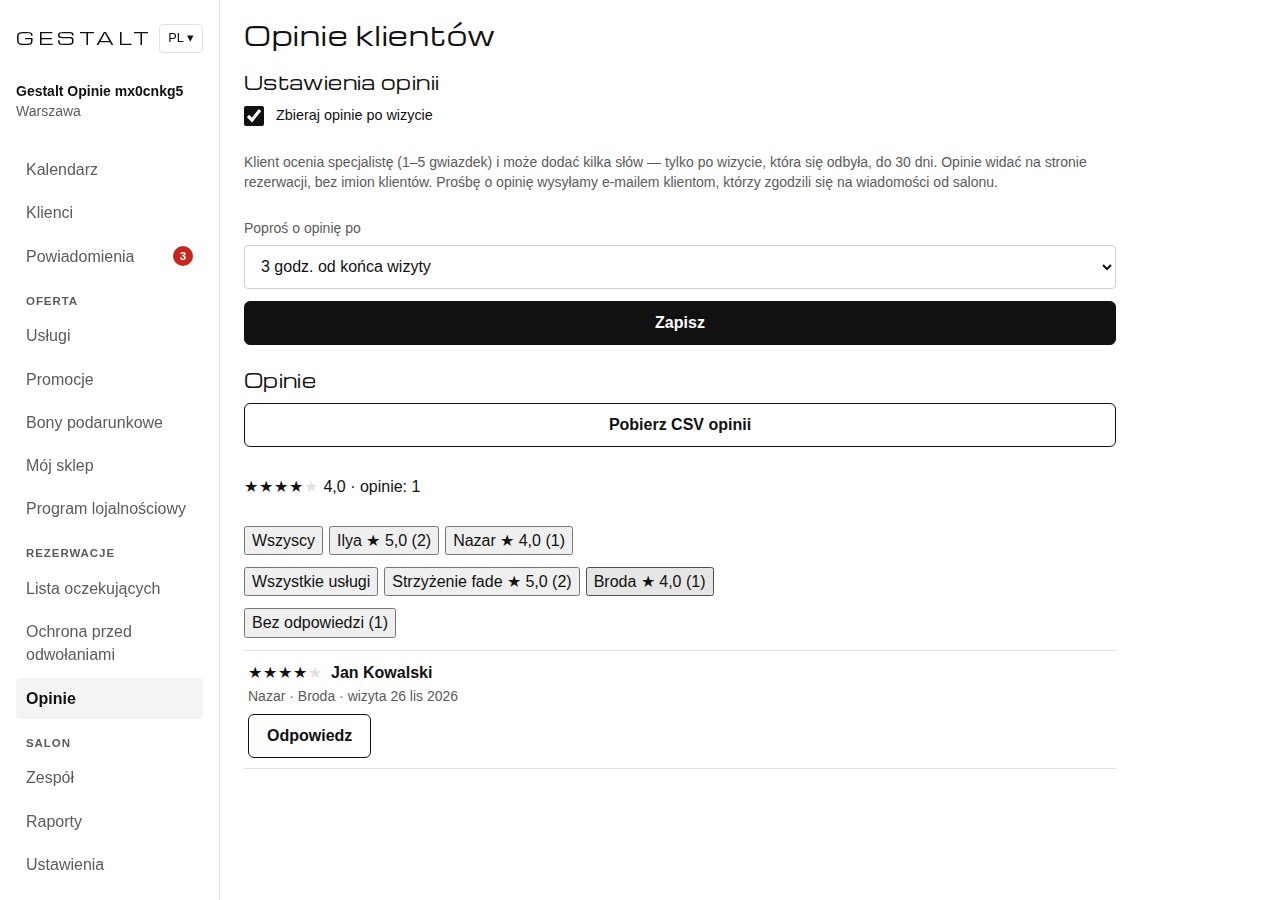 GESTALT
PL ▾
Gestalt Opinie mx0cnkg5
Warszawa
Kalendarz
Klienci
Powiadomienia 3
OFERTA
Usługi
Promocje
Bony podarunkowe
Mój sklep
Program lojalnościowy
REZERWACJE
Lista oczekujących
Ochrona przed
odwołaniami
Opinie
SALON
Zespół
Raporty
Ustawienia
Opinie klientów
Ustawienia opinii
Zbieraj opinie po wizycie
Klient ocenia specjalistę (1–5 gwiazdek) i może dodać kilka słów — tylko po wizycie, która się odbyła, do 30 dni. Opinie widać na stronie
rezerwacji, bez imion klientów. Prośbę o opinię wysyłamy e-mailem klientom, którzy zgodzili się na wiadomości od salonu.
Poproś o opinię po
3 godz. od końca wizyty
Zapisz
Opinie
Pobierz CSV opinii
★★★★★ 4,0 · opinie: 1
Wszyscy Ilya ★ 5,0 (2) Nazar ★ 4,0 (1)
Wszystkie usługi Strzyżenie fade ★ 5,0 (2) Broda ★ 4,0 (1)
Bez odpowiedzi (1)
★★★★★ Jan Kowalski
Nazar · Broda · wizyta 26 lis 2026
Odpowiedz